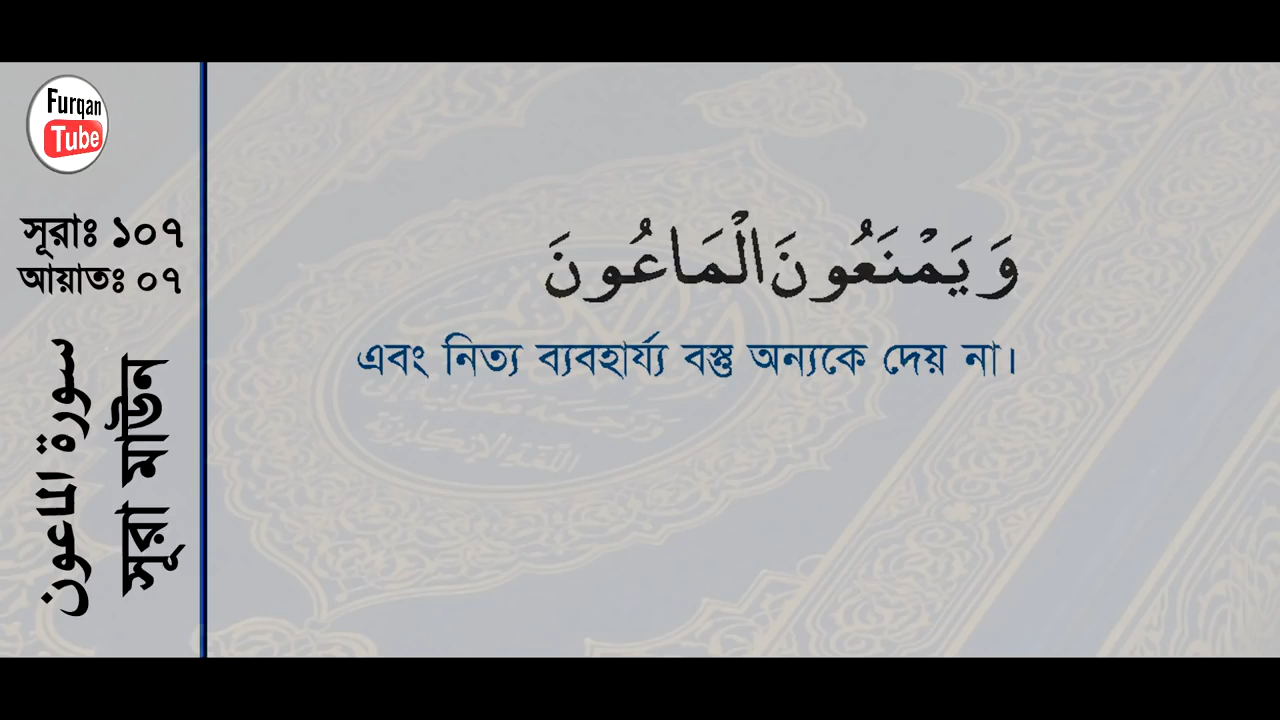 Furqan
Tube
সূরাঃ ১০৭
আয়াতঃ ০৭
سورة الماعون
সূরা মাউন
وَيَمْنَعُونَ الْمَاعُونَ
এবং নিত্য ব্যবহার্য্য বস্তু অন্যকে দেয় না।